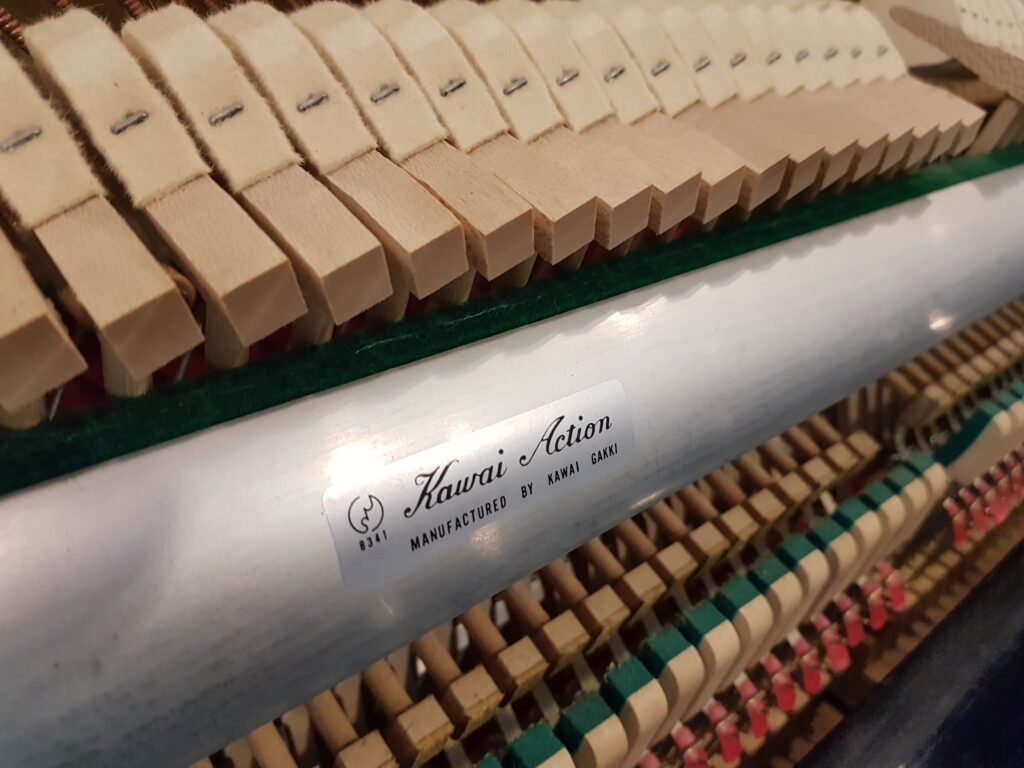 Kawai Action
8341 MANUFACTURED BY KAWAI GAKKI